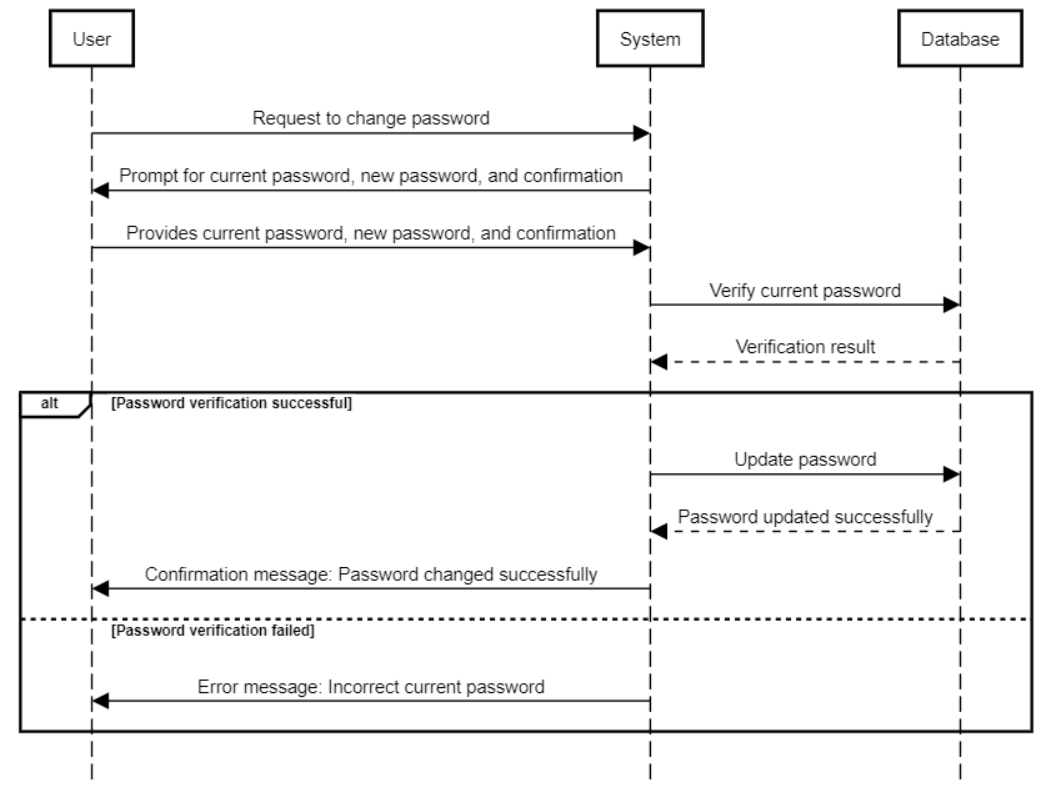 User
System
Database
Request to change password
Prompt for current password, new password, and confirmation
Provides current password, new password, and confirmation
Verify current password
Verification result
alt
[Password verification successful]
Update password
Password updated successfully
Confirmation message: Password changed successfully
[Password verification failed]
Error message: Incorrect current password